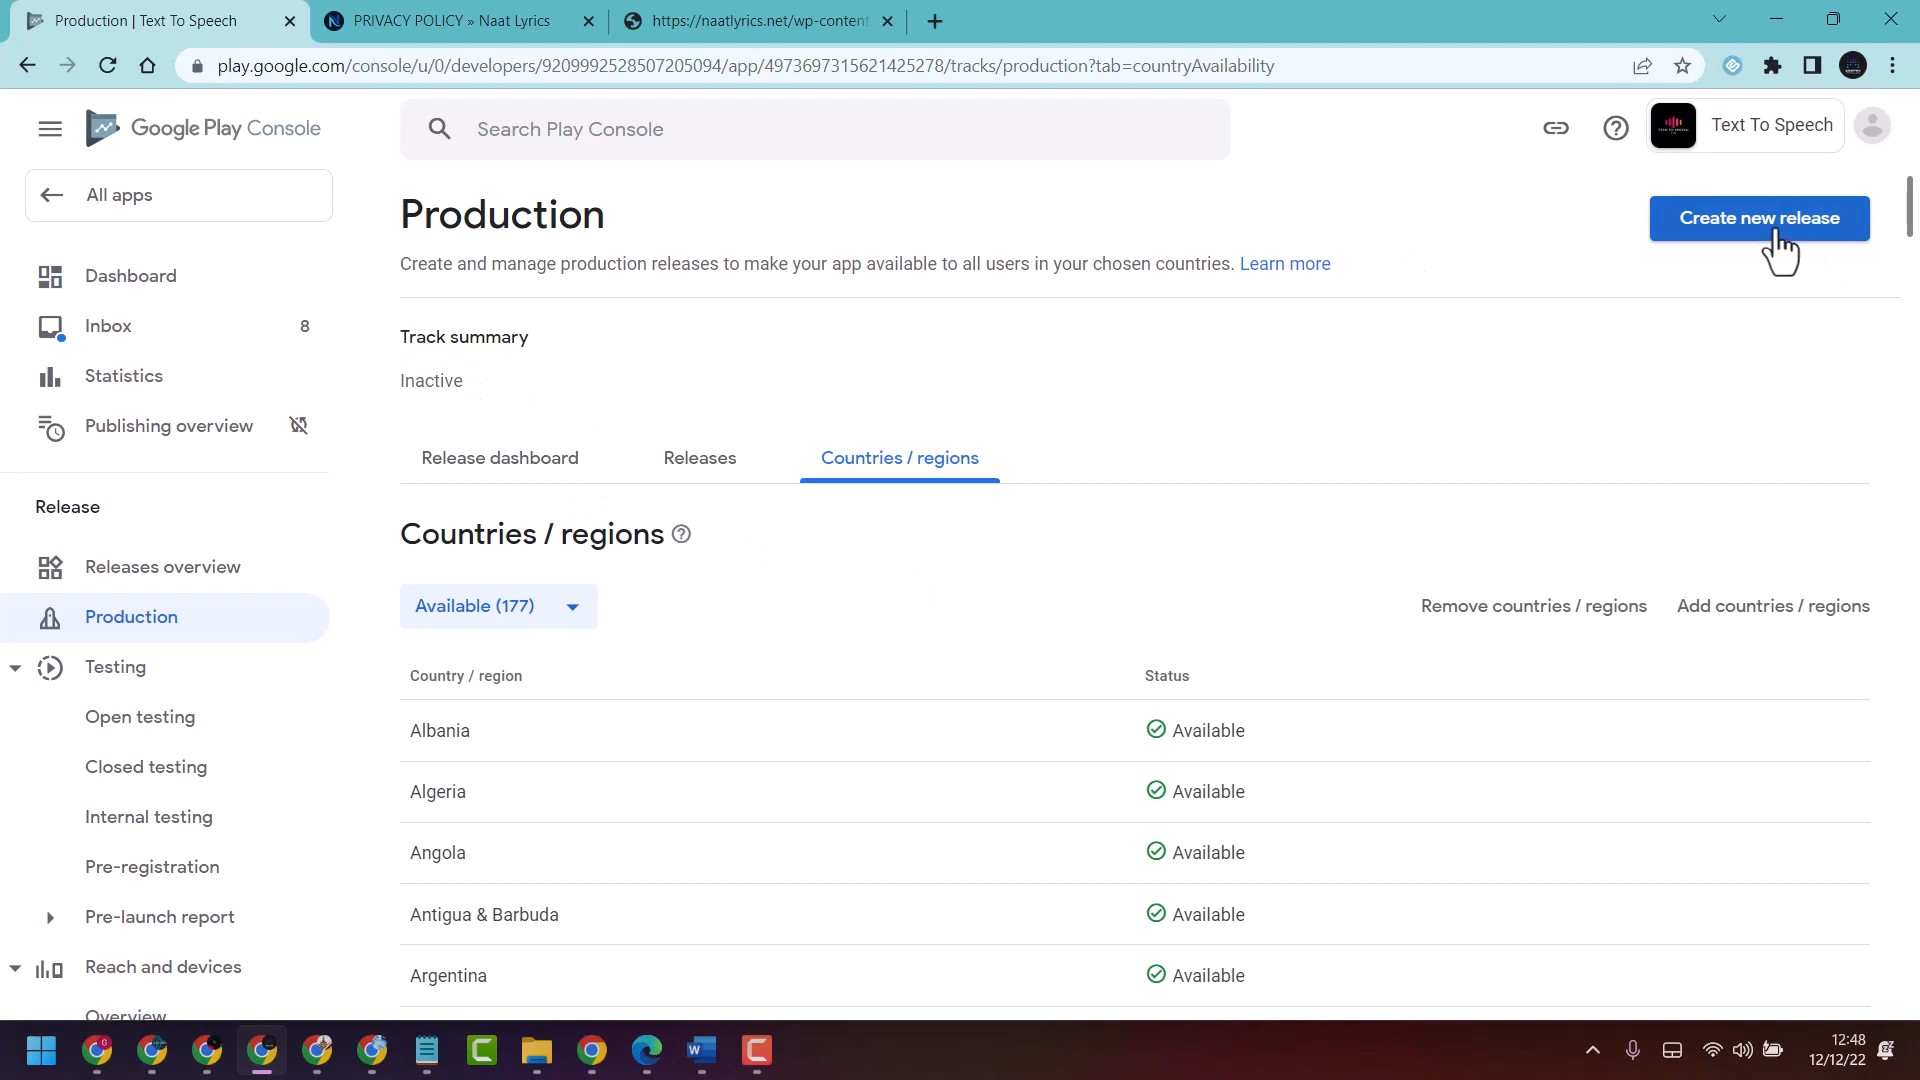 Production | Text To Speech
PRIVACY POLICY » Naat Lyrics
https://naatlyrics.net/wp-content
play.google.com/console/u/0/developers/9209992528507205094/app/4973697315621425278/tracks/production?tab=countryAvailability
Google Play Console
Search Play Console
Text To Speech
All apps
Production
Create new release
Create and manage production releases to make your app available to all users in your chosen countries. Learn more
Dashboard
Inbox 8
Statistics
Publishing overview
Track summary
Inactive
Release dashboard Releases Countries / regions
Release
Releases overview
Production
Testing
Open testing
Closed testing
Internal testing
Pre-registration
Pre-launch report
Reach and devices
Overview
Countries / regions
Available (177)
Remove countries / regions Add countries / regions
Country / region Status
Albania Available
Algeria Available
Angola Available
Antigua & Barbuda Available
Argentina Available
12:48
12/12/22